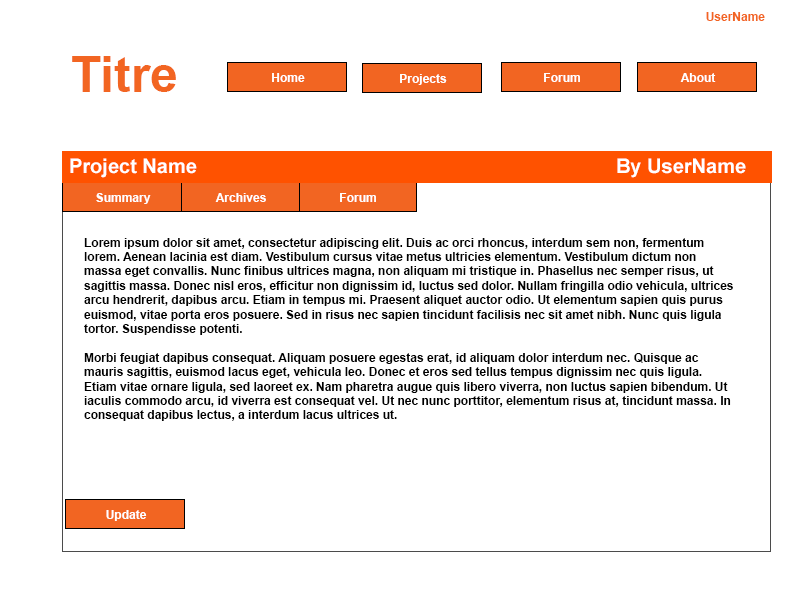 UserName
Titre
Home Projects Forum About
Project Name By UserName
Summary Archives Forum
Lorem ipsum dolor sit amet, consectetur adipiscing elit. Duis ac orci rhoncus, interdum sem non, fermentum
lorem. Aenean lacinia est diam. Vestibulum cursus vitae metus ultricies elementum. Vestibulum dictum non
massa eget convallis. Nunc finibus ultrices magna, non aliquam mi tristique in. Phasellus nec semper risus, ut
sagittis massa. Donec nisl eros, efficitur non dignissim id, luctus sed dolor. Nullam fringilla odio vehicula, ultrices
arcu hendrerit, dapibus arcu. Etiam in tempus mi. Praesent aliquet auctor odio. Ut elementum sapien quis purus
euismod, vitae porta eros posuere. Sed in risus nec sapien tincidunt facilisis nec sit amet nibh. Nunc quis ligula
tortor. Suspendisse potenti.
Morbi feugiat dapibus consequat. Aliquam posuere egestas erat, id aliquam dolor interdum nec. Quisque ac
mauris sagittis, euismod lacus eget, vehicula leo. Donec et eros sed tellus tempus dignissim nec quis ligula.
Etiam vitae ornare ligula, sed laoreet ex. Nam pharetra augue quis libero viverra, non luctus sapien bibendum. Ut
iaculis commodo arcu, id viverra est consequat vel. Ut nec nunc porttitor, elementum risus at, tincidunt massa. In
consequat dapibus lectus, a interdum lacus ultrices ut.
Update